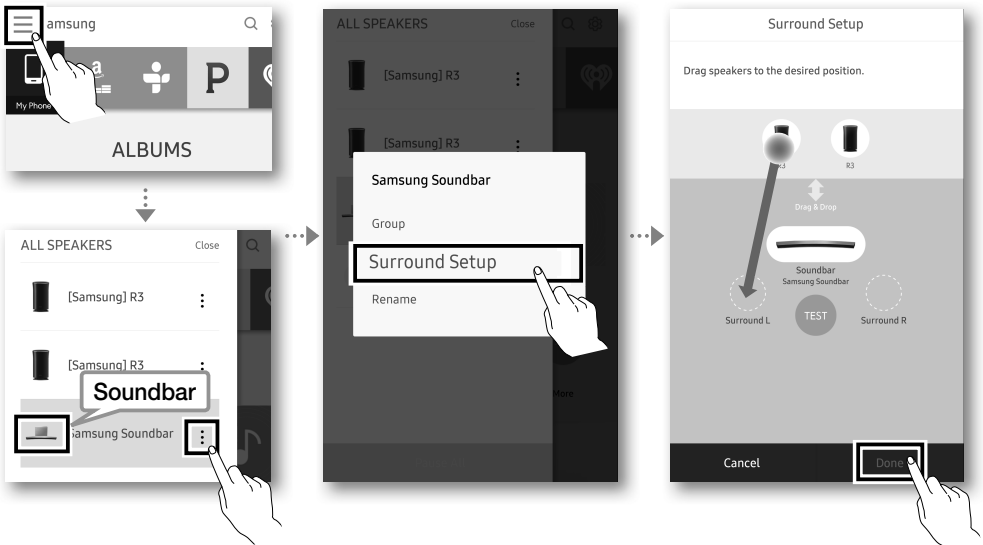 amsung
My Phone
a
P
ALBUMS
ALL SPEAKERS Close
[Samsung] R3
[Samsung] R3
Soundbar
Samsung Soundbar
ALL SPEAKERS Close
[Samsung] R3
[Samsung] R3
Samsung Soundbar
Group
Surround Setup
Rename
More
Surround Setup
Drag speakers to the desired position.
R3 R3
Drag & Drop
Soundbar
Samsung Soundbar
Surround L TEST Surround R
Cancel Done